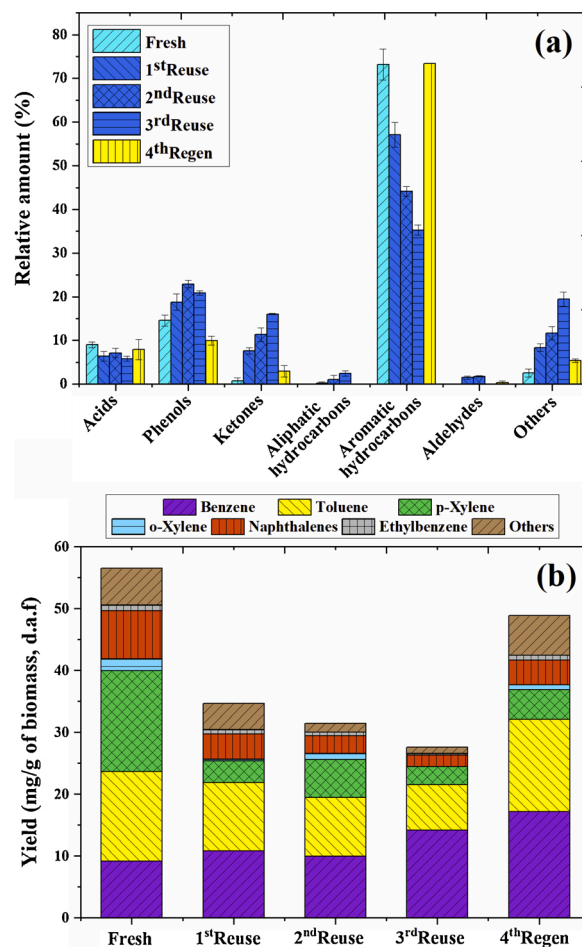 (a)
Fresh
1stReuse
2ndReuse
3rdReuse
4thRegen
Relative amount (%)
80
70
60
50
40
30
20
10
0
Acids
Phenols
Ketones
Aliphatic
hydrocarbons
Aromatic
hydrocarbons
Aldehydes
Others
Benzene Toluene p-Xylene
o-Xylene Naphthalenes Ethylbenzene Others
(b)
Yield (mg/g of biomass, d.a.f)
60
50
40
30
20
10
0
Fresh 1stReuse 2ndReuse 3rdReuse 4thRegen